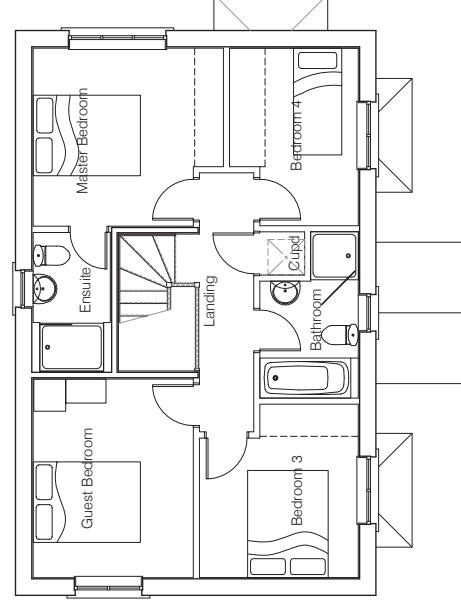 Master Bedroom
Bedroom 4
Ensuite
Landing
Cupd
Bathroom
Guest Bedroom
Bedroom 3